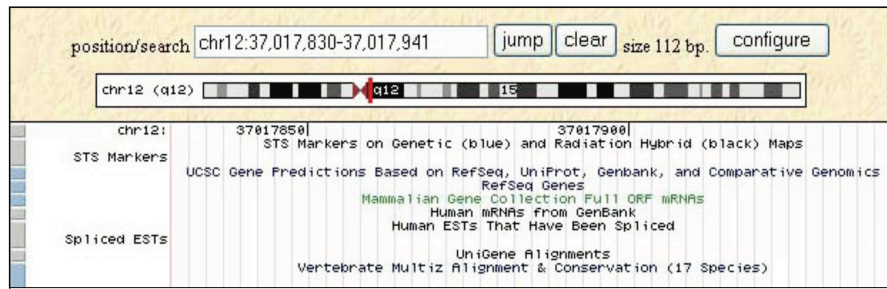 position/search chr12:37,017,830-37,017,941 jump clear size 112 bp. configure
chr12 (q12) q12 15
chr12: 37017850| 37017900|
STS Markers on Genetic (blue) and Radiation Hybrid (black) Maps
STS Markers
UCSC Gene Predictions Based on RefSeq, UniProt, Genbank, and Comparative Genomics
RefSeq Genes
Mammalian Gene Collection Full ORF mRNAs
Human mRNAs from GenBank
Human ESTs That Have Been Spliced
Spliced ESTs
UniGene Alignments
Vertebrate Multiz Alignment & Conservation (17 Species)